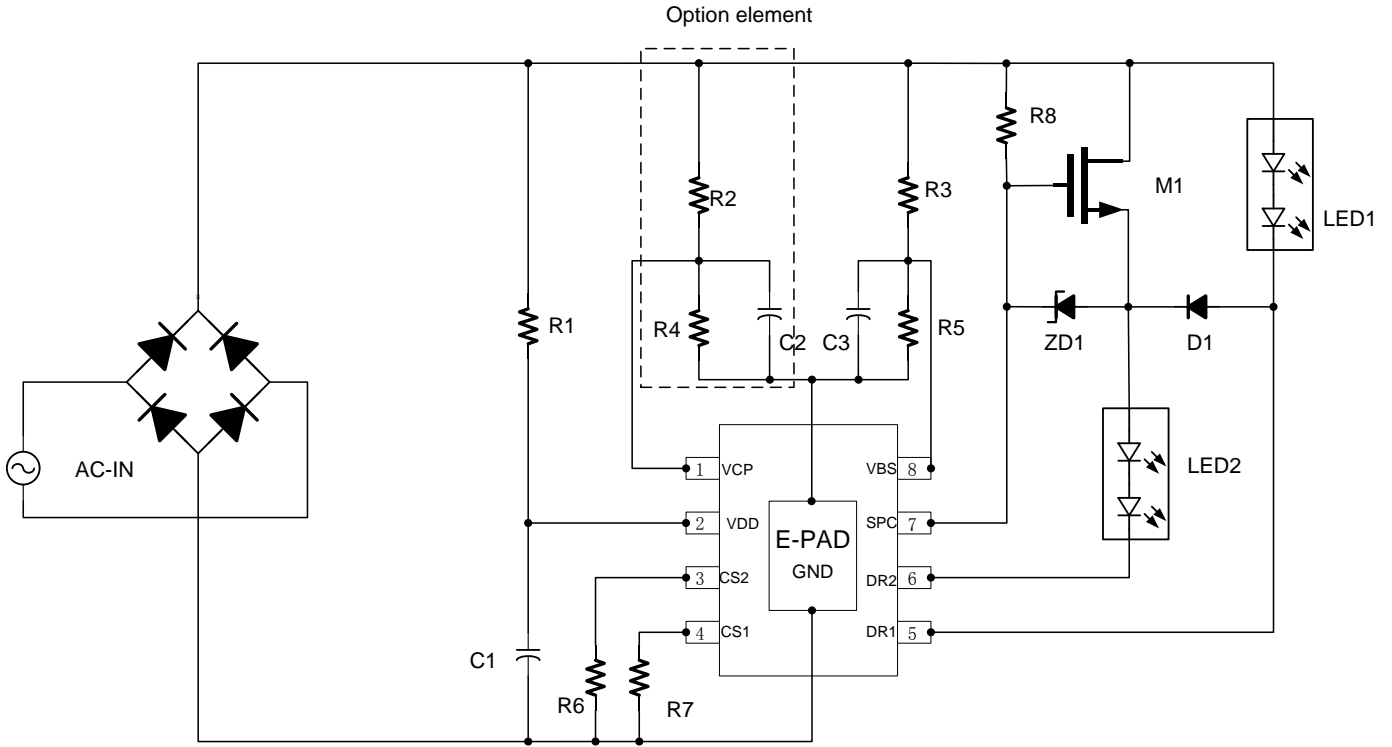 Option element
R8
R2
R3
M1
LED1
R1
R4
C2
C3
R5
ZD1
D1
AC-IN
LED2
1
VCP
VBS
8
2
VDD
SPC
7
E-PAD
GND
3
CS2
DR2
6
4
CS1
DR1
5
C1
R6
R7